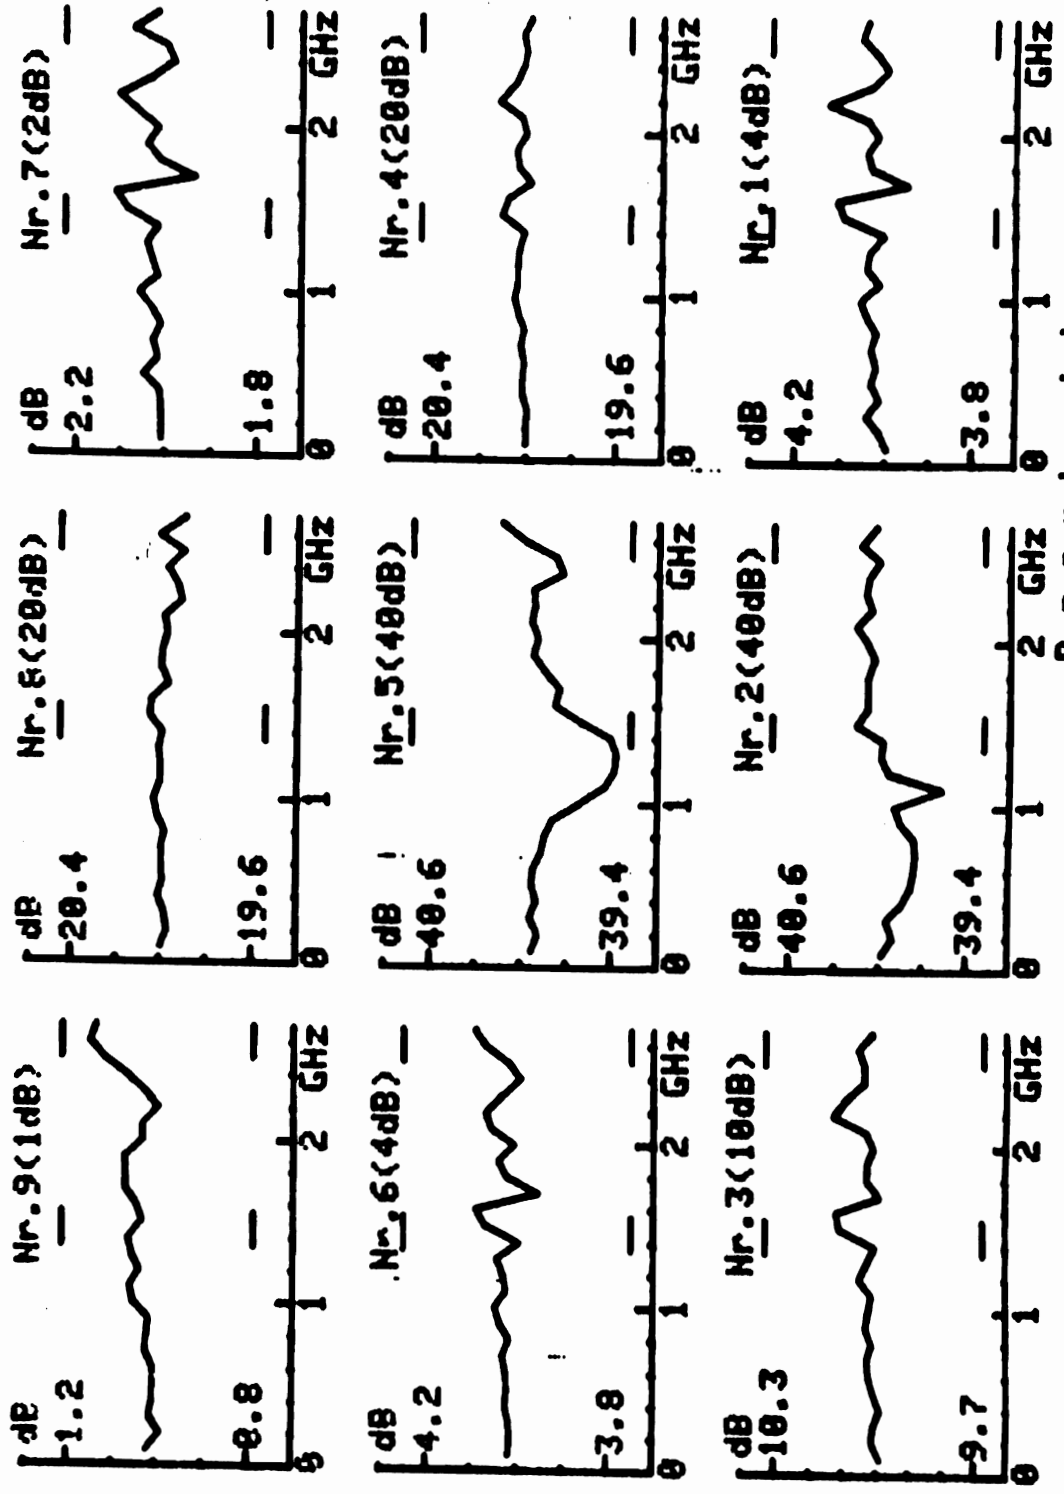 dB Nr.9(1dB)
1.2
0.8
0 1 2 GHz
dB Nr.8(20dB)
20.4
19.6
0 1 2 GHz
dB Nr.7(2dB)
2.2
1.8
0 1 2 GHz
dB Nr.6(4dB)
4.2
3.8
0 1 2 GHz
dB Nr.5(40dB)
40.6
39.4
0 1 2 GHz
dB Nr.4(20dB)
20.4
19.6
0 1 2 GHz
dB Nr.3(10dB)
10.3
9.7
0 1 2 GHz
dB Nr.2(40dB)
40.6
39.4
0 1 2 GHz
dB Nr.1(4dB)
4.2
3.8
0 1 2 GHz